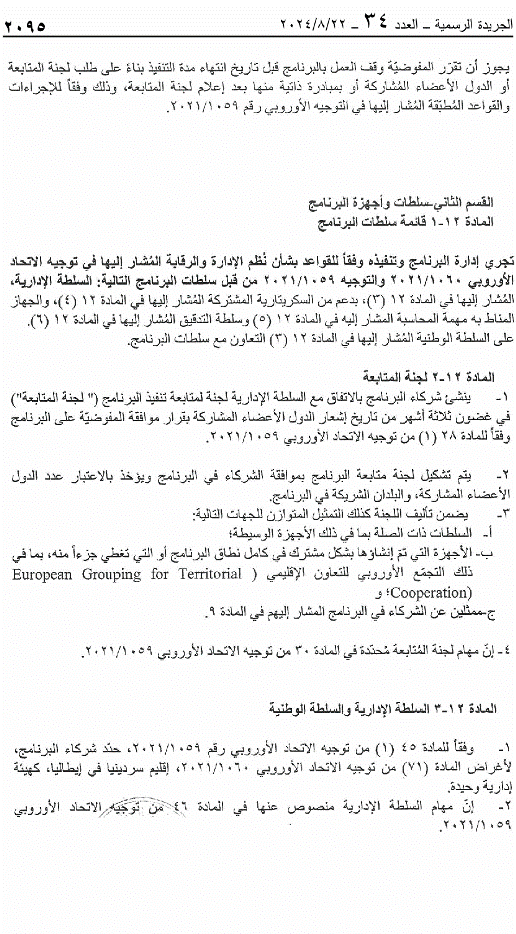 الجريدة الرسمية ــ العدد ٣٤ ــ ٢٠٢٤/٨/٢٢
٢٠٩٥
يجوز أن تقرّر المفوضيّة وقف العمل بالبرنامج قبل تاريخ انتهاء مدة التنفيذ بناءً على طلب لجنة المتابعة
أو الدول الأعضاء المُشاركة أو بمبادرة ذاتية منها بعد إعلام لجنة المتابعة، وذلك وفقاً للإجراءات
والقواعد المُطبّقة المُشار إليها في التوجيه الأوروبي رقم ٢٠٢١/١٠٥٩.
القسم الثاني-سلطات وأجهزة البرنامج
المادة ١٢-١ قائمة سلطات البرنامج
تجري إدارة البرنامج وتنفيذه وفقاً للقواعد بشأن نُظم الإدارة والرقابة المُشار إليها في توجيه الاتحاد
الأوروبي ٢٠٢١/١٠٦٠ والتوجيه ٢٠٢١/١٠٥٩ من قبل سلطات البرنامج التالية: السلطة الإدارية،
المُشار إليها في المادة ١٢ (٣)، بدعم من السكريتارية المشتركة المُشار إليها في المادة ١٢ (٤)، والجهاز
المناط به مهمة المحاسبة المشار إليه في المادة ١٢ (٥) وسلطة التدقيق المُشار إليها في المادة ١٢ (٦).
على السلطة الوطنية المُشار إليها في المادة ١٢ (٣) التعاون مع سلطات البرنامج.
المادة ١٢-٢ لجنة المتابعة
١- ينشئ شركاء البرنامج بالاتفاق مع السلطة الإدارية لجنة لمتابعة تنفيذ البرنامج (" لجنة المتابعة")
في غضون ثلاثة أشهر من تاريخ إشعار الدول الأعضاء المشاركة بقرار موافقة المفوضيّة على البرنامج
وفقاً للمادة ٢٨ (١) من توجيه الاتحاد الأوروبي ٢٠٢١/١٠٥٩.
٢- يتم تشكيل لجنة متابعة البرنامج بموافقة الشركاء في البرنامج ويؤخذ بالاعتبار عدد الدول
الأعضاء المشاركة، والبلدان الشريكة في البرنامج.
٣- يضمن تأليف اللجنة كذلك التمثيل المتوازن للجهات التالية:
أ- السلطات ذات الصلة بما في ذلك الأجهزة الوسيطة؛
ب- الأجهزة التي تمّ إنشاؤها بشكل مشترك في كامل نطاق البرنامج أو التي تغطي جزءاً منه، بما في
ذلك التجمّع الأوروبي للتعاون الإقليمي ( European Grouping for Territorial
Cooperation)؛ و
ج-ممثلين عن الشركاء في البرنامج المشار إليهم في المادة ٩.
٤- إنّ مهام لجنة المُتابعة مُحدّدة في المادة ٣٠ من توجيه الاتحاد الأوروبي ٢٠٢١/١٠٥٩.
المادة ١٢-٣ السلطة الإدارية والسلطة الوطنية
١- وفقاً للمادة ٤٥ (١) من توجيه الاتحاد الأوروبي رقم ٢٠٢١/١٠٥٩، حدّد شركاء البرنامج،
لأغراض المادة (٧١) من توجيه الاتحاد الأوروبي ٢٠٢١/١٠٦٠، إقليم سردينيا في إيطاليا، كهيئة
إدارية وحيدة.
٢- إنّ مهام السلطة الإدارية منصوص عنها في المادة ٤٦ من توجيه الاتحاد الأوروبي
٢٠٢١/١٠٥٩.